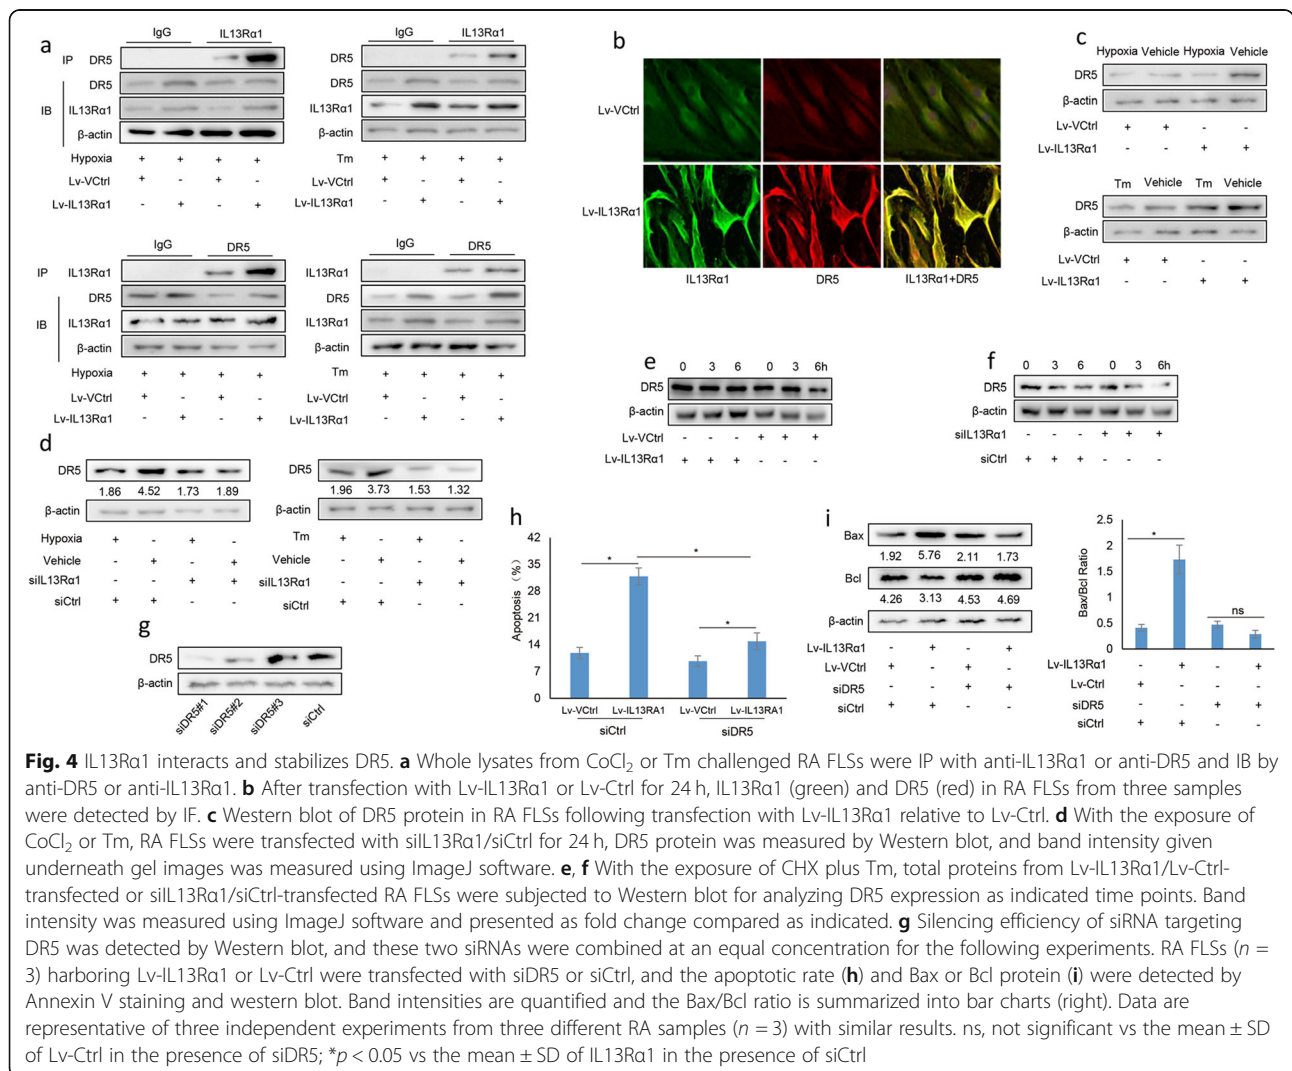 a
IgG IL13Rα1
IP DR5
DR5
IB IL13Rα1
β-actin
Hypoxia + + + +
Lv-VCtrl + - + -
Lv-IL13Rα1 - + - +
IgG IL13Rα1
DR5
DR5
IL13Rα1
β-actin
Tm + + + +
Lv-VCtrl + - + -
Lv-IL13Rα1 - + - +
IgG DR5
IP IL13Rα1
DR5
IB IL13Rα1
β-actin
Hypoxia + + + +
Lv-VCtrl + - + -
Lv-IL13Rα1 - + - +
IgG DR5
IL13Rα1
DR5
IL13Rα1
β-actin
Tm + + + +
Lv-VCtrl + - + -
Lv-IL13Rα1 - + - +
b
Lv-VCtrl
Lv-IL13Rα1
IL13Rα1 DR5 IL13Rα1+DR5
c
Hypoxia Vehicle Hypoxia Vehicle
DR5
β-actin
Lv-VCtrl + + - -
Lv-IL13Rα1 - - + +
Tm Vehicle Tm Vehicle
DR5
β-actin
Lv-VCtrl + + - -
Lv-IL13Rα1 - - + +
d
DR5
1.86 4.52 1.73 1.89
β-actin
Hypoxia + - + -
Vehicle - + - +
siIL13Rα1 - - + +
siCtrl + + - -
DR5
1.96 3.73 1.53 1.32
β-actin
Tm + - + -
Vehicle - + - +
siIL13Rα1 - - + +
siCtrl + + - -
e
0 3 6 0 3 6h
DR5
β-actin
Lv-VCtrl - - - + + +
Lv-IL13Rα1 + + + - - -
f
0 3 6 0 3 6h
DR5
β-actin
siIL13Rα1 - - - + + +
siCtrl + + + - - -
g
DR5
β-actin
siDR5#1 siDR5#2 siDR5#3 siCtrl
h
Apoptosis (%)
42
35
28
21
14
7
0
* * *
Lv-VCtrl Lv-IL13RA1 Lv-VCtrl Lv-IL13RA1
siCtrl siDR5
i
Bax
1.92 5.76 2.11 1.73
Bcl
4.26 3.13 4.53 4.69
β-actin
Lv-IL13Rα1 - + - +
Lv-VCtrl + - + -
siDR5 - - + +
siCtrl + + - -
Bax/Bcl Ratio
2.5
2
1.5
1
0.5
0
* ns
Lv-IL13Rα1 - + - +
Lv-Ctrl + - - -
siDR5 - - + +
siCtrl + + - -
Fig. 4 IL13Rα1 interacts and stabilizes DR5. a Whole lysates from CoCl₂ or Tm challenged RA FLSs were IP with anti-IL13Rα1 or anti-DR5 and IB by
anti-DR5 or anti-IL13Rα1. b After transfection with Lv-IL13Rα1 or Lv-Ctrl for 24 h, IL13Rα1 (green) and DR5 (red) in RA FLSs from three samples
were detected by IF. c Western blot of DR5 protein in RA FLSs following transfection with Lv-IL13Rα1 relative to Lv-Ctrl. d With the exposure of
CoCl₂ or Tm, RA FLSs were transfected with siIL13Rα1/siCtrl for 24 h, DR5 protein was measured by Western blot, and band intensity given
underneath gel images was measured using ImageJ software. e, f With the exposure of CHX plus Tm, total proteins from Lv-IL13Rα1/Lv-Ctrl-
transfected or siIL13Rα1/siCtrl-transfected RA FLSs were subjected to Western blot for analyzing DR5 expression as indicated time points. Band
intensity was measured using ImageJ software and presented as fold change compared as indicated. g Silencing efficiency of siRNA targeting
DR5 was detected by Western blot, and these two siRNAs were combined at an equal concentration for the following experiments. RA FLSs (n =
3) harboring Lv-IL13Rα1 or Lv-Ctrl were transfected with siDR5 or siCtrl, and the apoptotic rate (h) and Bax or Bcl protein (i) were detected by
Annexin V staining and western blot. Band intensities are quantified and the Bax/Bcl ratio is summarized into bar charts (right). Data are
representative of three independent experiments from three different RA samples (n = 3) with similar results. ns, not significant vs the mean ± SD
of Lv-Ctrl in the presence of siDR5; *p < 0.05 vs the mean ± SD of IL13Rα1 in the presence of siCtrl